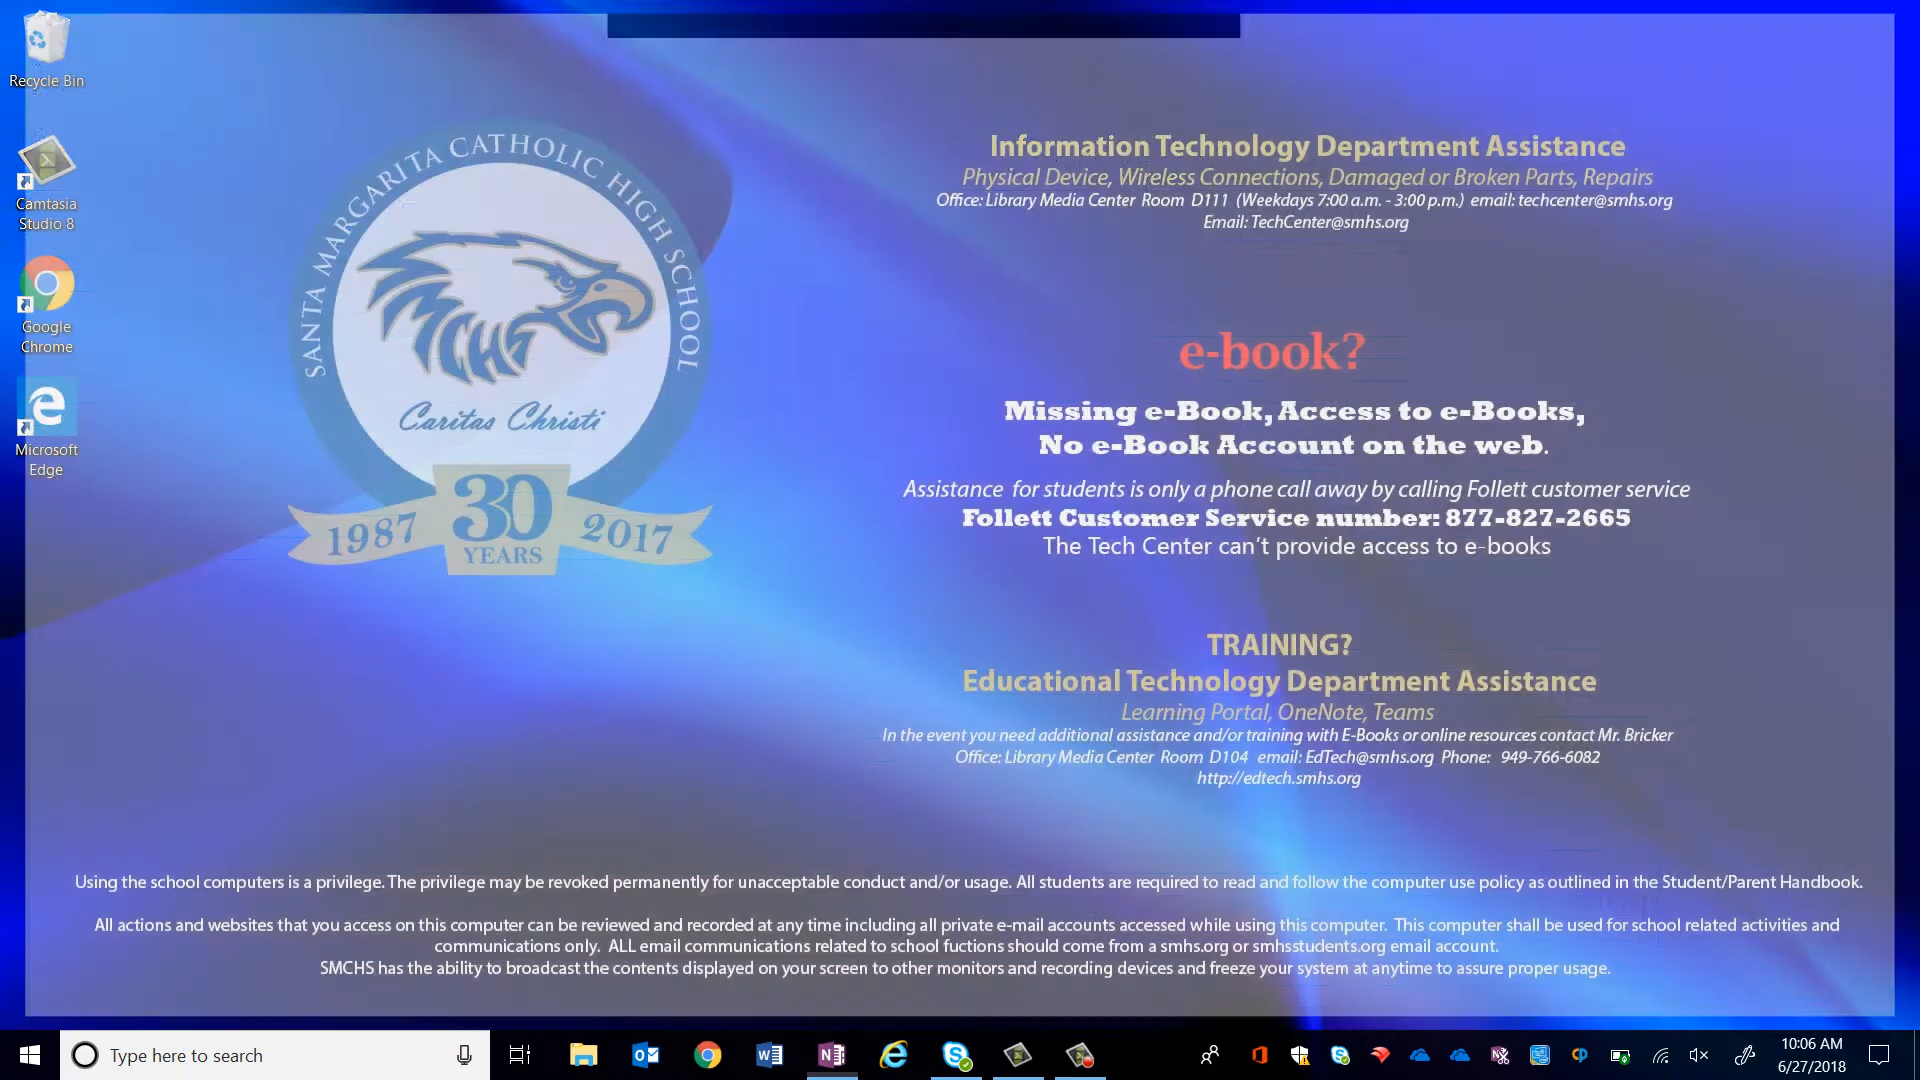 Recycle Bin
Camtasia
Studio 8
Google
Chrome
Microsoft
Edge
SANTA MARGARITA CATHOLIC HIGH SCHOOL
MCHS
Caritas Christi
1987 30 2017
YEARS
Information Technology Department Assistance
Physical Device, Wireless Connections, Damaged or Broken Parts, Repairs
Office: Library Media Center Room D111 (Weekdays 7:00 a.m. - 3:00 p.m.) email: techcenter@smhs.org
Email: TechCenter@smhs.org
e-book?
Missing e-Book, Access to e-Books,
No e-Book Account on the web.
Assistance for students is only a phone call away by calling Follett customer service
Follett Customer Service number: 877-827-2665
The Tech Center can't provide access to e-books
TRAINING?
Educational Technology Department Assistance
Learning Portal, OneNote, Teams
In the event you need additional assistance and/or training with E-Books or online resources contact Mr. Bricker
Office: Library Media Center Room D104 email: EdTech@smhs.org Phone: 949-766-6082
http://edtech.smhs.org
Using the school computers is a privilege. The privilege may be revoked permanently for unacceptable conduct and/or usage. All students are required to read and follow the computer use policy as outlined in the Student/Parent Handbook.
All actions and websites that you access on this computer can be reviewed and recorded at any time including all private e-mail accounts accessed while using this computer. This computer shall be used for school related activities and
communications only. ALL email communications related to school fuctions should come from a smhs.org or smhsstudents.org email account.
SMCHS has the ability to broadcast the contents displayed on your screen to other monitors and recording devices and freeze your system at anytime to assure proper usage.
Type here to search
10:06 AM
6/27/2018